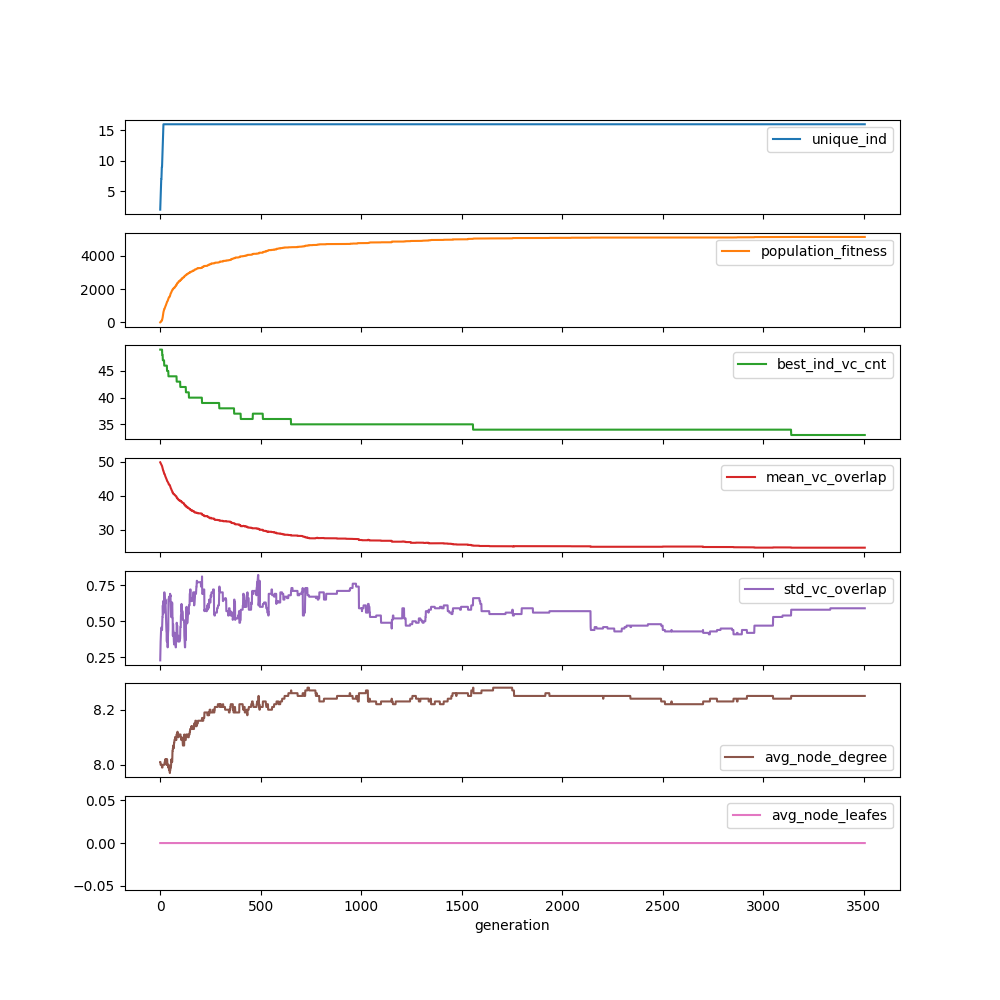 15
10
5
unique_ind
4000
2000
0
population_fitness
45
40
35
best_ind_vc_cnt
50
40
30
mean_vc_overlap
0.75
0.50
0.25
std_vc_overlap
8.2
8.0
avg_node_degree
0.05
0.00
−0.05
avg_node_leafes
0 500 1000 1500 2000 2500 3000 3500
generation